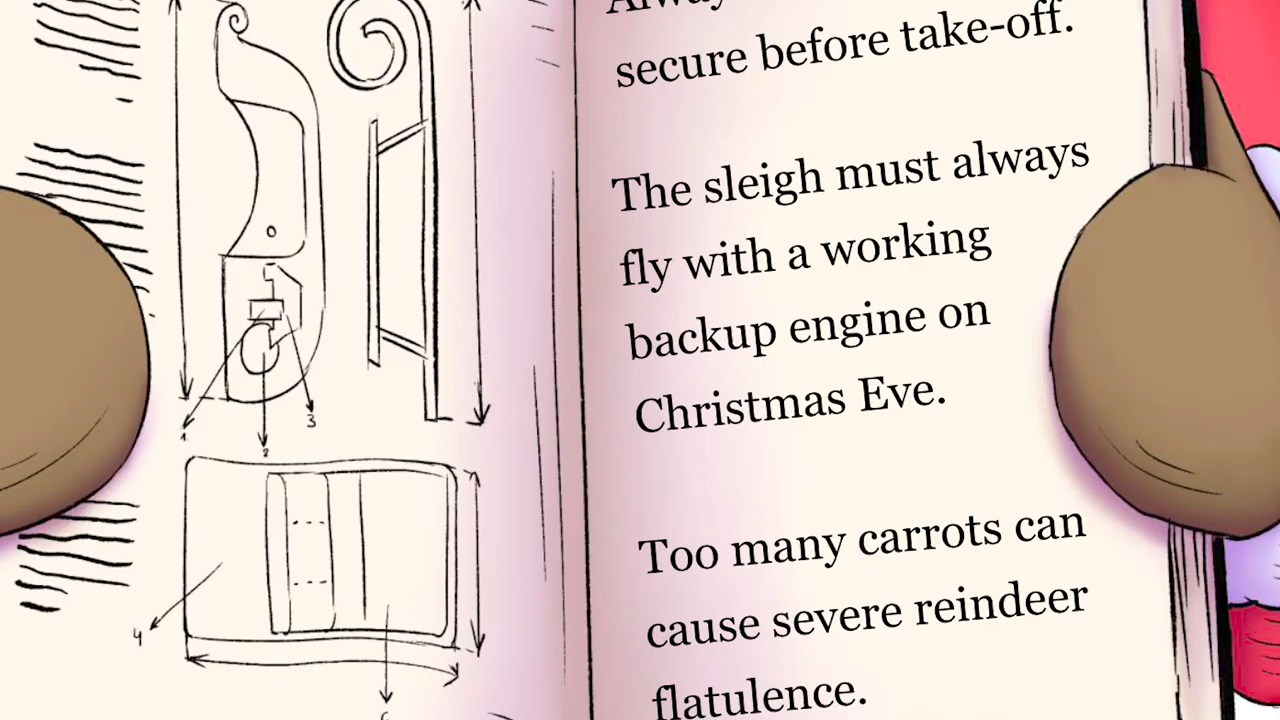 1
2
3
4
secure before take-off.
The sleigh must always
fly with a working
backup engine on
Christmas Eve.
Too many carrots can
cause severe reindeer
flatulence.